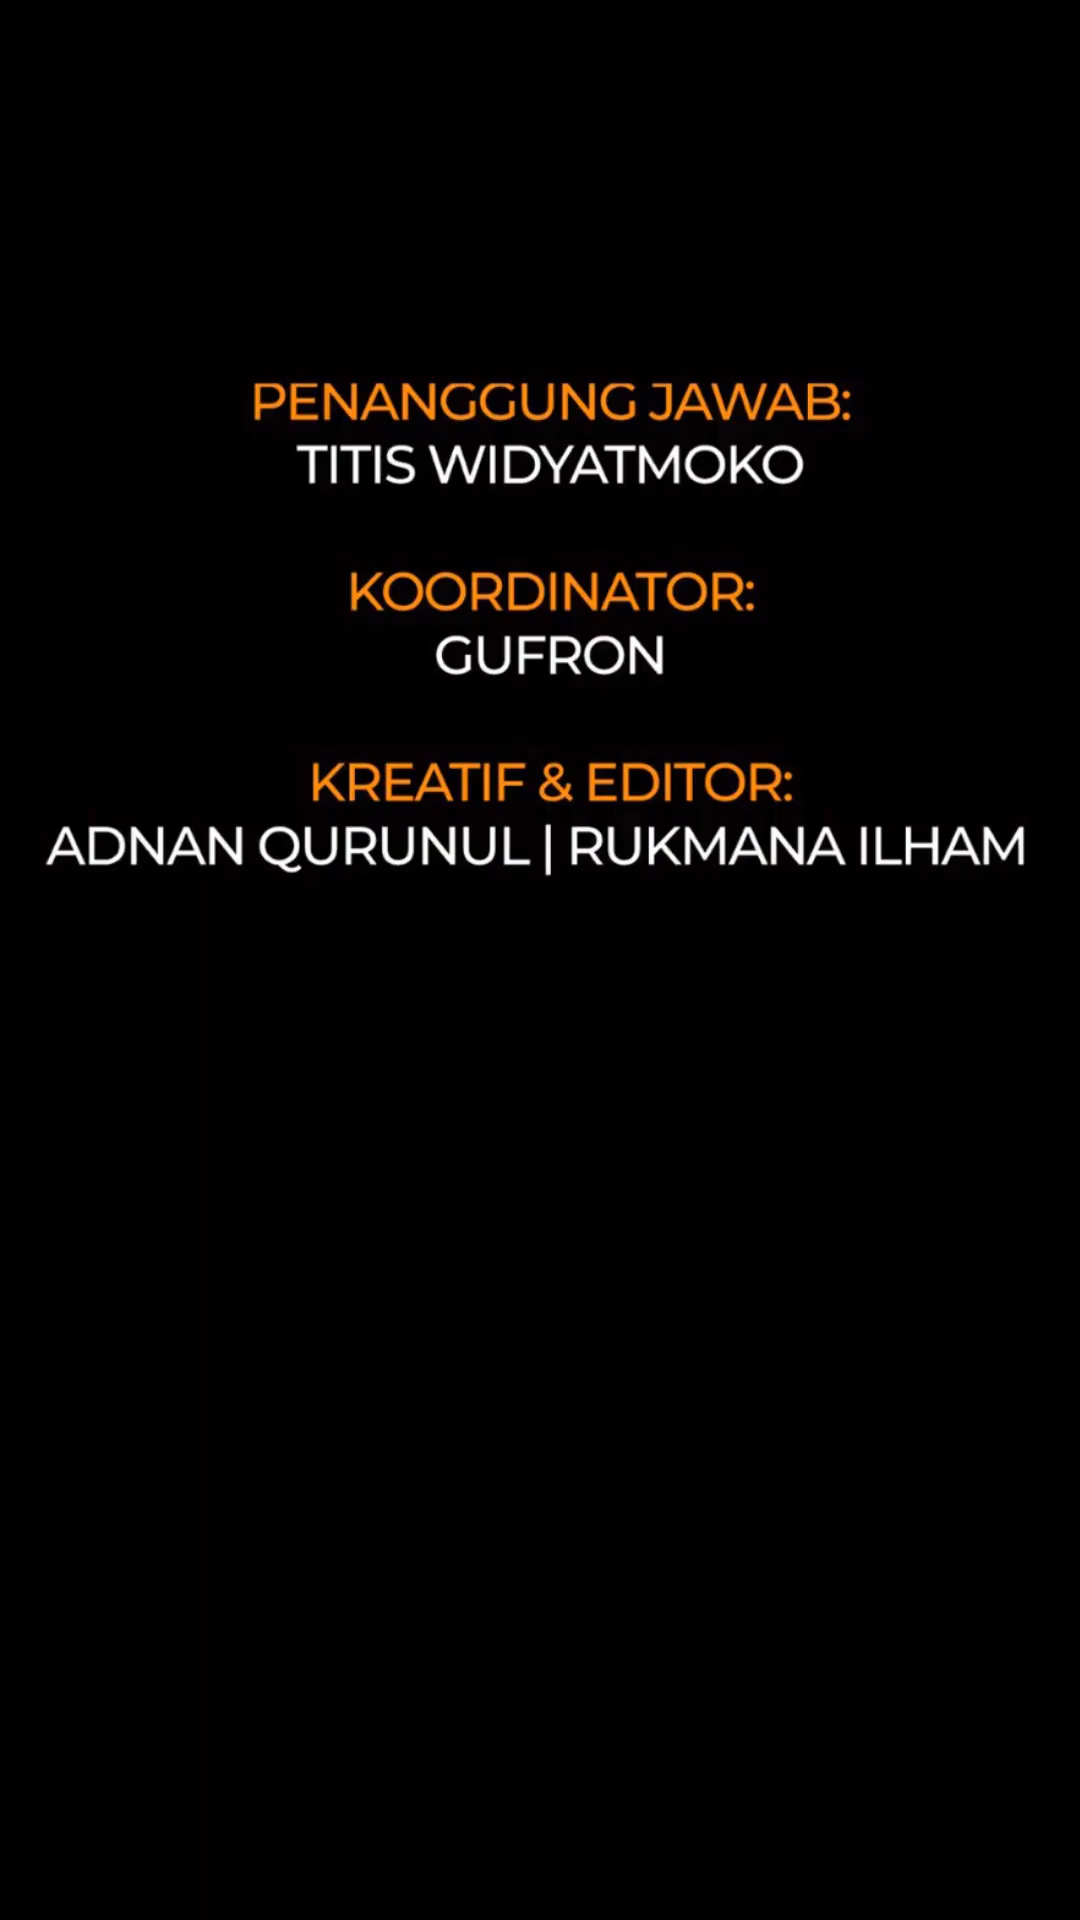 PENANGGUNG JAWAB:
TITIS WIDYATMOKO
KOORDINATOR:
GUFRON
KREATIF & EDITOR:
ADNAN QURUNUL | RUKMANA ILHAM